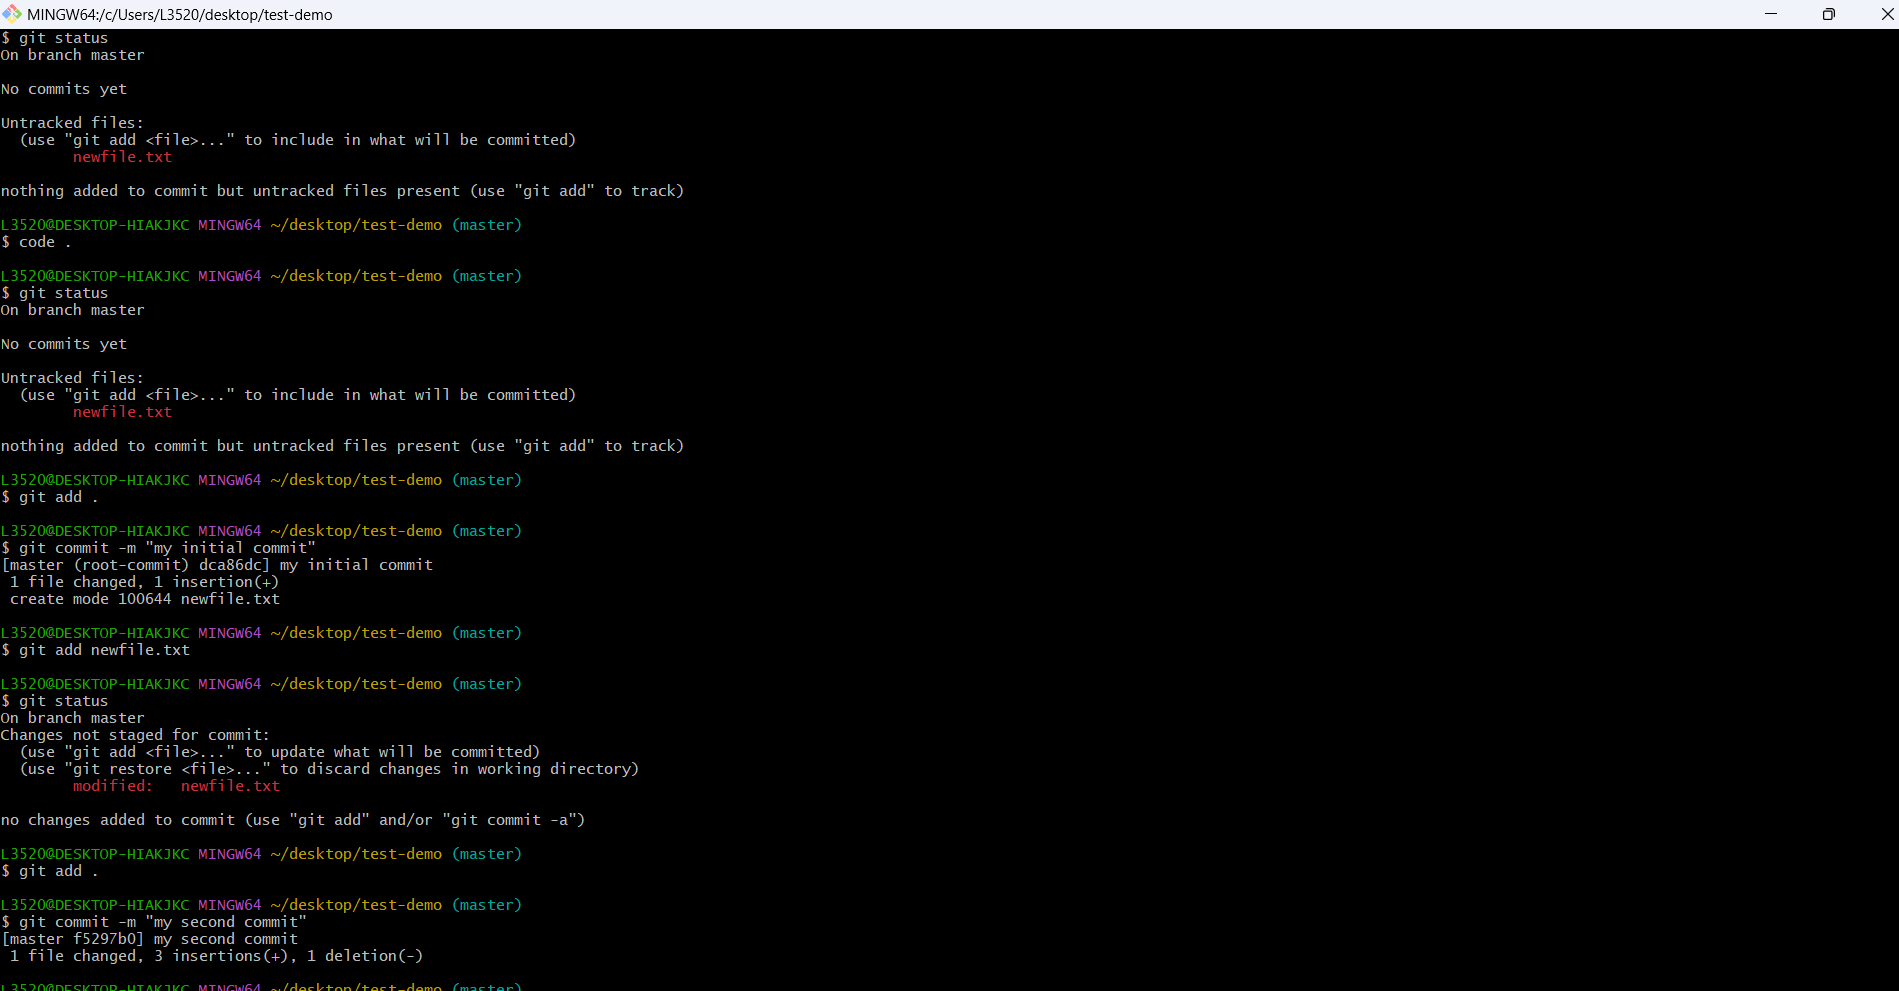 MINGW64:/c/Users/L3520/desktop/test-demo
$ git status
On branch master
No commits yet
Untracked files:
  (use "git add <file>..." to include in what will be committed)
        newfile.txt
nothing added to commit but untracked files present (use "git add" to track)
L3520@DESKTOP-HIAKJKC MINGW64 ~/desktop/test-demo (master)
$ code .
L3520@DESKTOP-HIAKJKC MINGW64 ~/desktop/test-demo (master)
$ git status
On branch master
No commits yet
Untracked files:
  (use "git add <file>..." to include in what will be committed)
        newfile.txt
nothing added to commit but untracked files present (use "git add" to track)
L3520@DESKTOP-HIAKJKC MINGW64 ~/desktop/test-demo (master)
$ git add .
L3520@DESKTOP-HIAKJKC MINGW64 ~/desktop/test-demo (master)
$ git commit -m "my initial commit"
[master (root-commit) dca86dc] my initial commit
 1 file changed, 1 insertion(+)
 create mode 100644 newfile.txt
L3520@DESKTOP-HIAKJKC MINGW64 ~/desktop/test-demo (master)
$ git add newfile.txt
L3520@DESKTOP-HIAKJKC MINGW64 ~/desktop/test-demo (master)
$ git status
On branch master
Changes not staged for commit:
  (use "git add <file>..." to update what will be committed)
  (use "git restore <file>..." to discard changes in working directory)
        modified:   newfile.txt
no changes added to commit (use "git add" and/or "git commit -a")
L3520@DESKTOP-HIAKJKC MINGW64 ~/desktop/test-demo (master)
$ git add .
L3520@DESKTOP-HIAKJKC MINGW64 ~/desktop/test-demo (master)
$ git commit -m "my second commit"
[master f5297b0] my second commit
 1 file changed, 3 insertions(+), 1 deletion(-)
L3520@DESKTOP-HIAKJKC MINGW64 ~/desktop/test-demo (master)